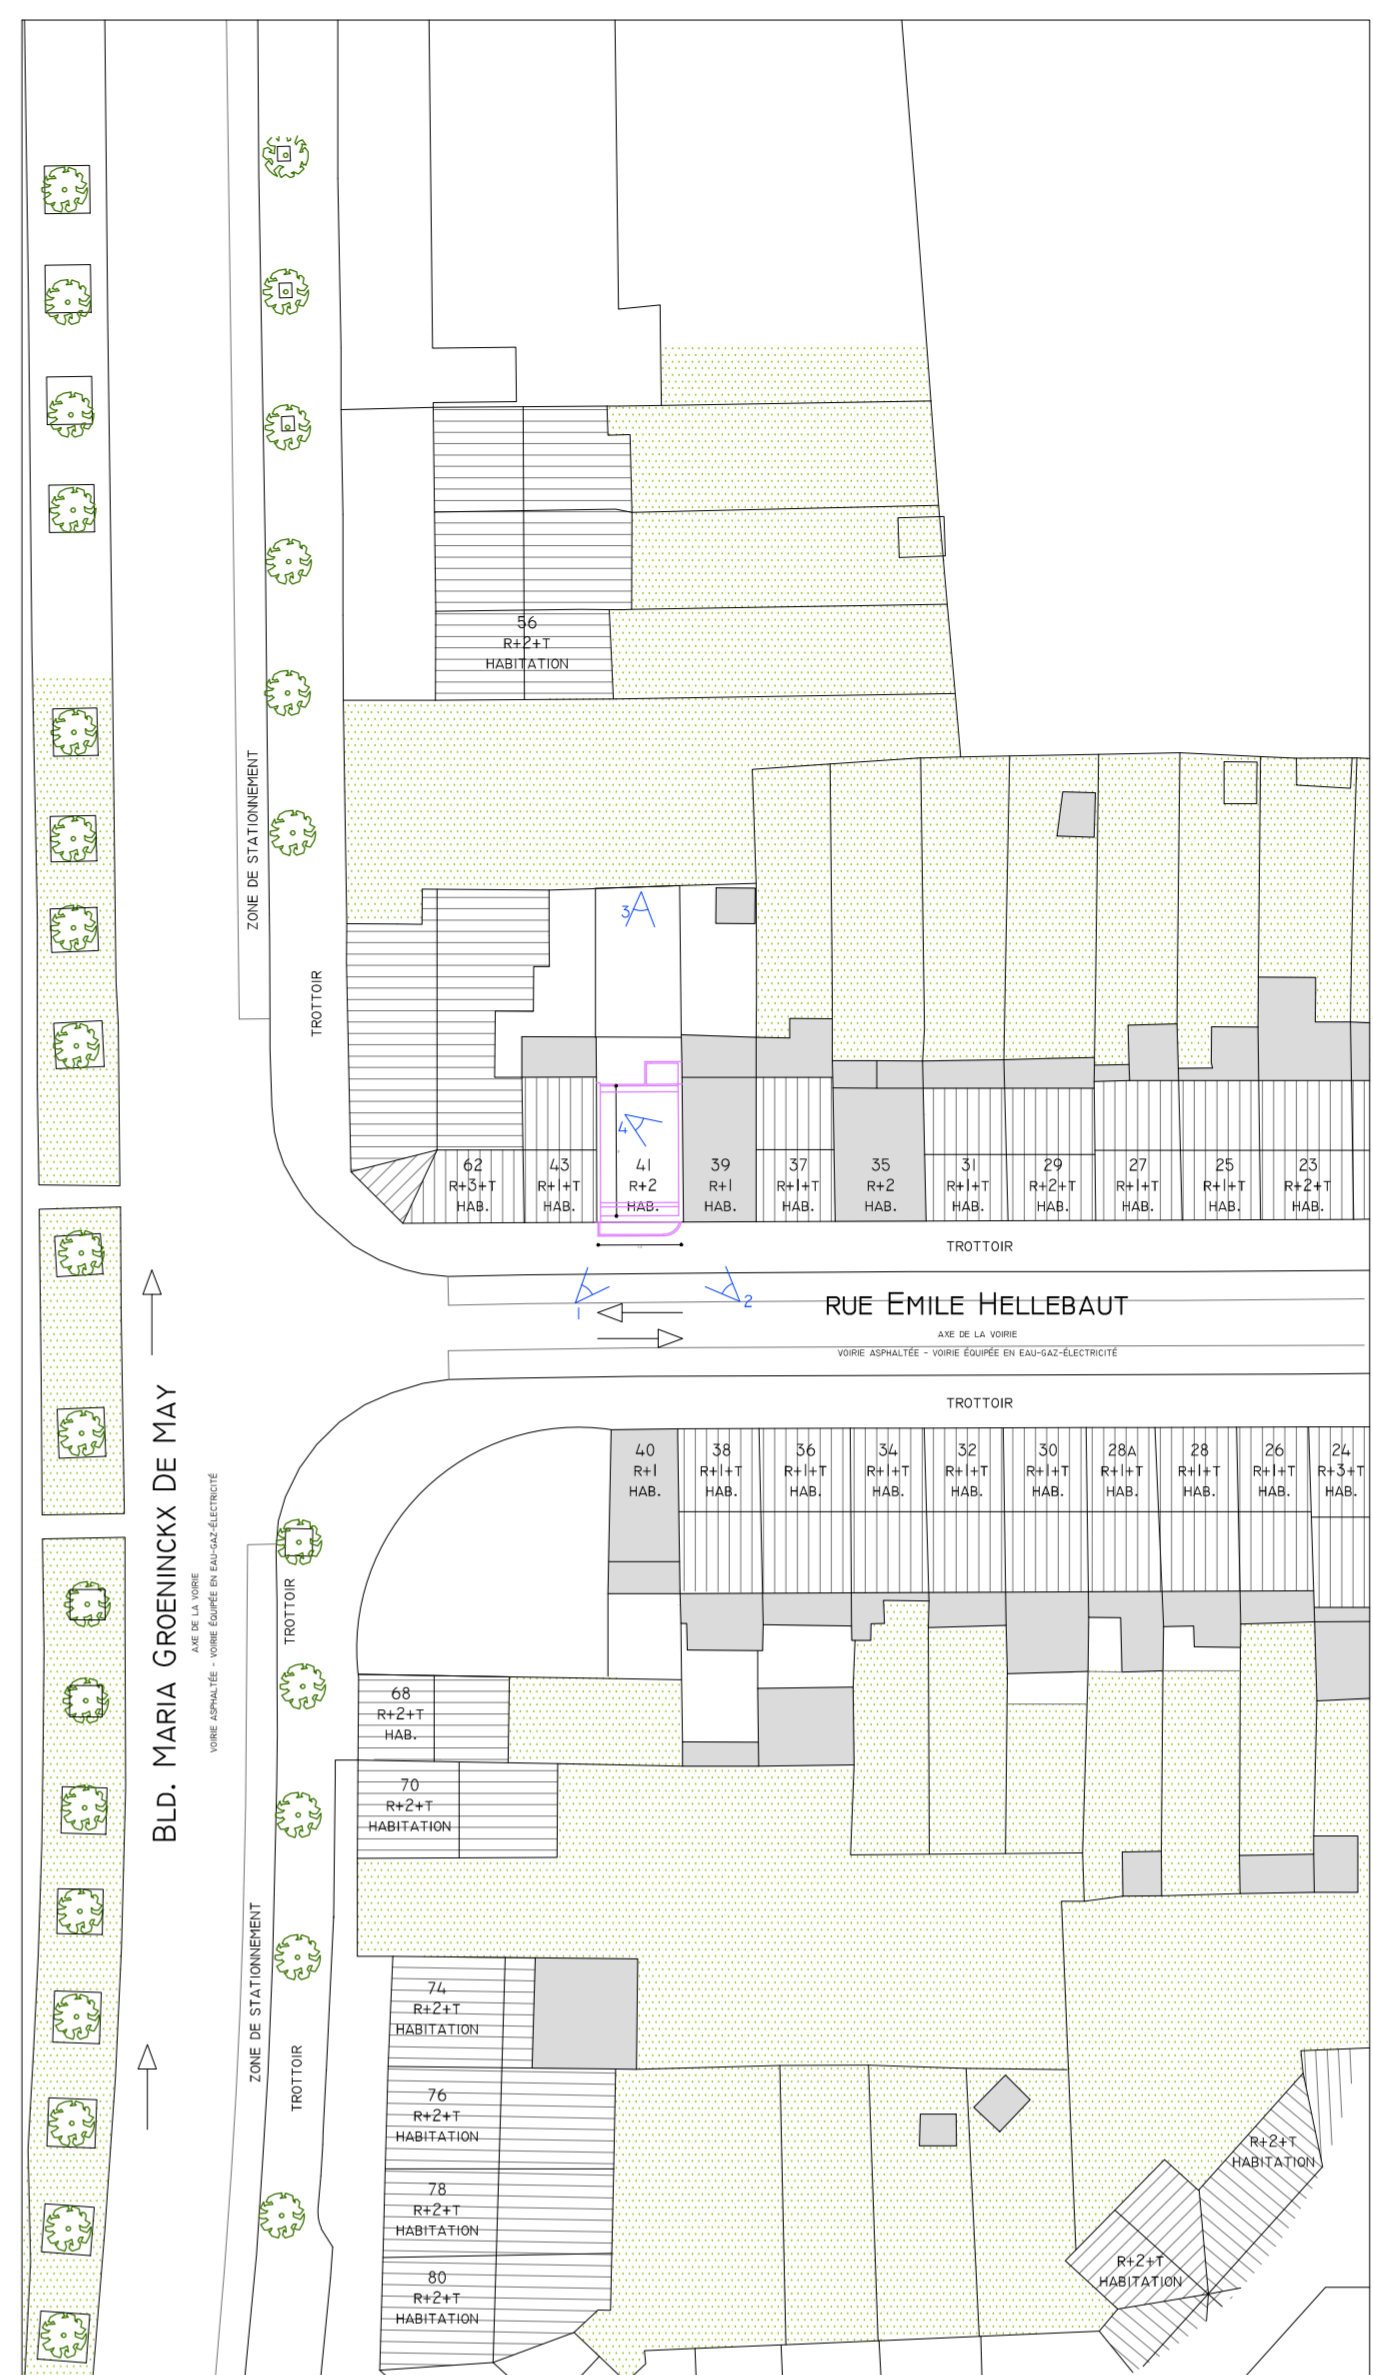 56
R+2+T
HABITATION
ZONE DE STATIONNEMENT
TROTTOIR
3
4
62
R+3+T
HAB.
43
R+1+T
HAB.
41
R+2
HAB.
39
R+1
HAB.
37
R+1+T
HAB.
35
R+2
HAB.
31
R+1+T
HAB.
29
R+2+T
HAB.
27
R+1+T
HAB.
25
R+1+T
HAB.
23
R+2+T
HAB.
TROTTOIR
1
2
RUE EMILE HELLEBAUT
AXE DE LA VOIRIE
VOIRIE ASPHALTÉE - VOIRIE ÉQUIPÉE EN EAU-GAZ-ÉLECTRICITÉ
TROTTOIR
BLD. MARIA GROENINCKX DE MAY
AXE DE LA VOIRIE
VOIRIE ASPHALTÉE - VOIRIE ÉQUIPÉE EN EAU-GAZ-ÉLECTRICITÉ
40
R+1
HAB.
38
R+1+T
HAB.
36
R+1+T
HAB.
34
R+1+T
HAB.
32
R+1+T
HAB.
30
R+1+T
HAB.
28A
R+1+T
HAB.
28
R+1+T
HAB.
26
R+1+T
HAB.
24
R+3+T
HAB.
TROTTOIR
68
R+2+T
HAB.
70
R+2+T
HABITATION
ZONE DE STATIONNEMENT
TROTTOIR
74
R+2+T
HABITATION
76
R+2+T
HABITATION
78
R+2+T
HABITATION
80
R+2+T
HABITATION
R+2+T
HABITATION
R+2+T
HABITATION